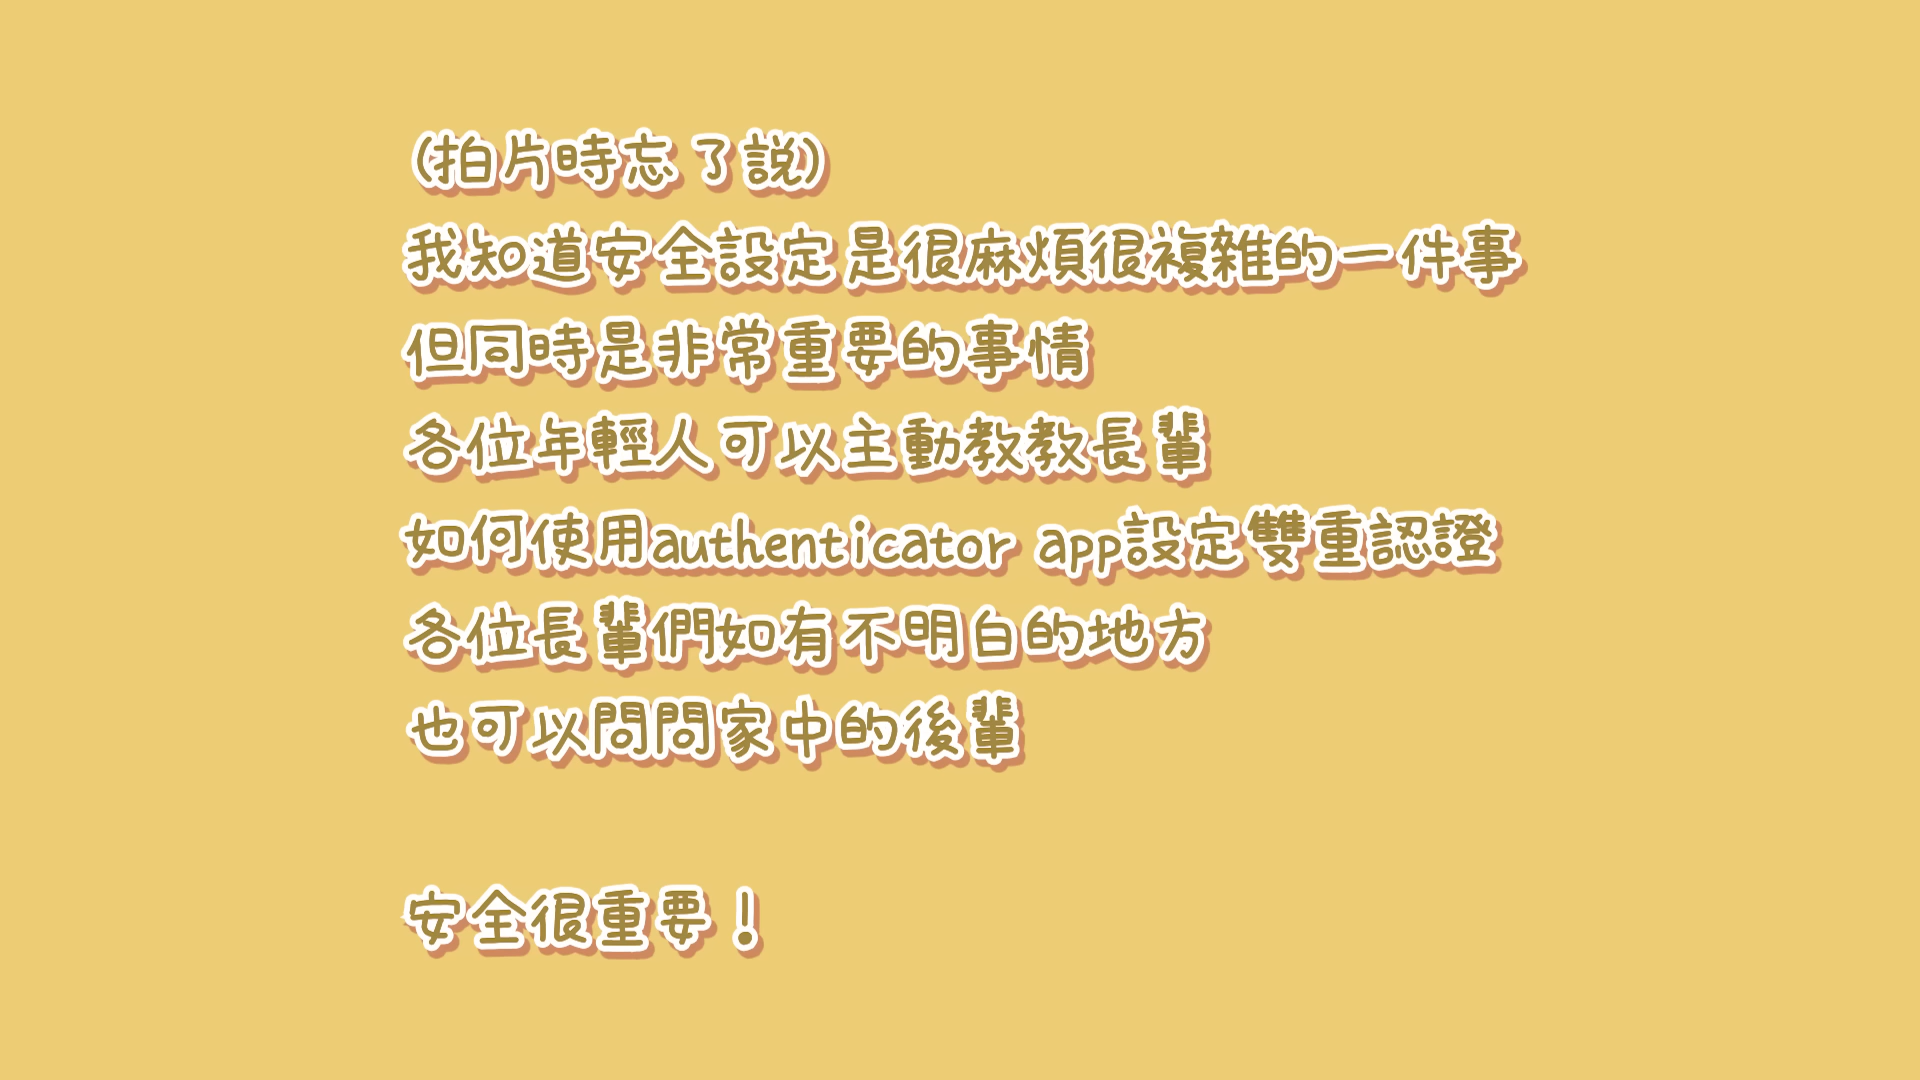 (拍片時忘了說)
我知道安全設定是很麻煩很複雜的一件事
但同時是非常重要的事情
各位年輕人可以主動教教長輩
如何使用authenticator app設定雙重認證
各位長輩們如有不明白的地方
也可以問問家中的後輩
安全很重要！